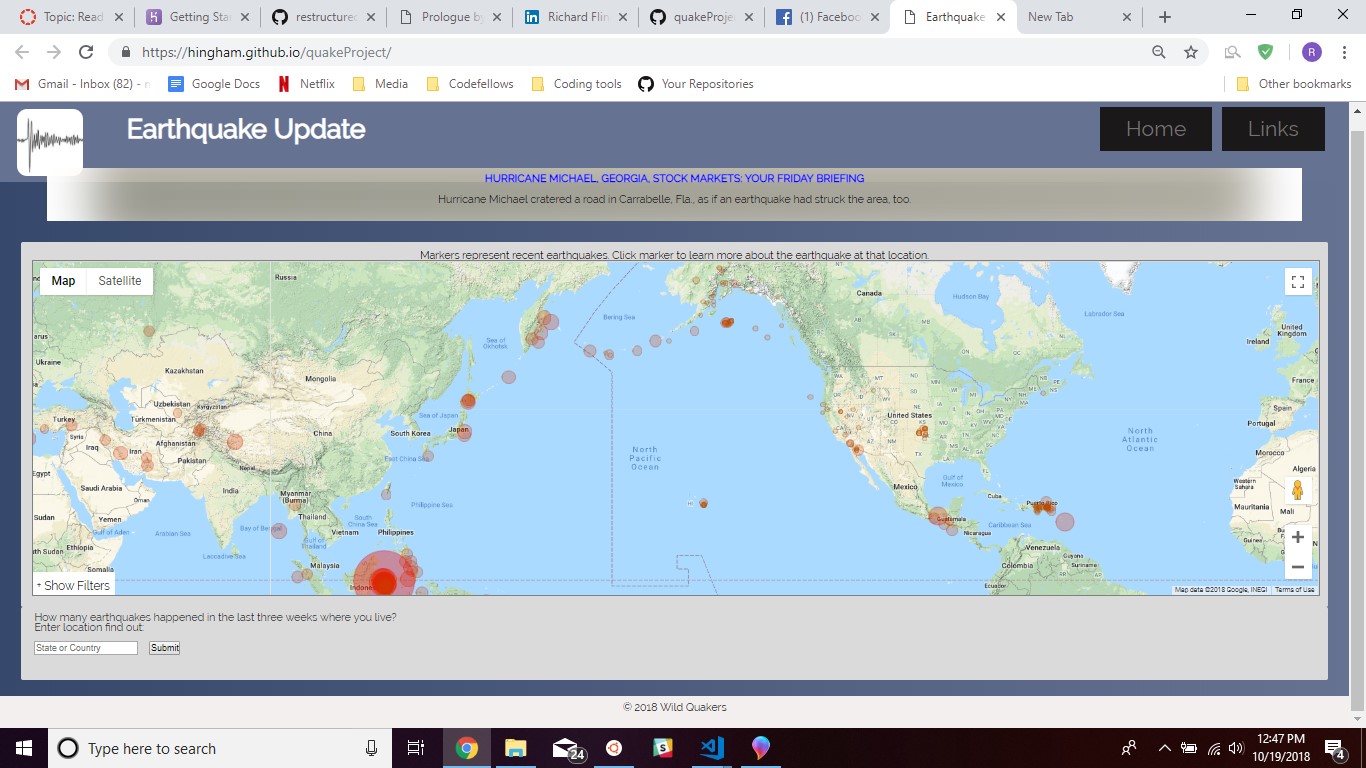 Topic: Read
Getting Sta
restructured
Prologue by
Richard Flin
quakeProje
(1) Faceboo
Earthquake
New Tab
https://hingham.github.io/quakeProject/
R
Gmail - Inbox (82) -
Google Docs
Netflix
Media
Codefellows
Coding tools
Your Repositories
Other bookmarks
Earthquake Update
Home
Links
HURRICANE MICHAEL, GEORGIA, STOCK MARKETS: YOUR FRIDAY BRIEFING
Hurricane Michael cratered a road in Carrabelle, Fla., as if an earthquake had struck the area, too.
Markers represent recent earthquakes. Click marker to learn more about the earthquake at that location.
Map
Satellite
Russia
Canada
Hudson Bay
Labrador Sea
Bering Sea
Sea of Okhotsk
United Kingdom
Ireland
Ukraine
Kazakhstan
Mongolia
France
Uzbekistan
Kyrgyzstan
Turkmenistan
Turkey
Syria
Iraq
Iran
Afghanistan
Pakistan
China
South Korea
Sea of Japan
Japan
East China Sea
North Pacific Ocean
United States
North Atlantic Ocean
Spain
Portugal
Morocco
Algeria
Western Sahara
Egypt
Saudi Arabia
Oman
Nepal
India
Myanmar (Burma)
Thailand
Vietnam
Philippines
Philippine Sea
South China Sea
Gulf of Thailand
Bay of Bengal
Arabian Sea
Laccadive Sea
Gulf of Aden
Yemen
Sudan
Ethiopia
South Sudan
Somalia
Malaysia
Indonesia
HI
Mexico
Gulf of Mexico
Cuba
Puerto Rico
Guatemala
Nicaragua
Caribbean Sea
Venezuela
Colombia
Guyana
Suriname
Ecuador
Mauritania
Mali
Guinea
+ Show Filters
Map data ©2018 Google, INEGI
Terms of Use
How many earthquakes happened in the last three weeks where you live?
Enter location find out:
State or Country
Submit
© 2018 Wild Quakers
Type here to search
24
12:47 PM
10/19/2018
4